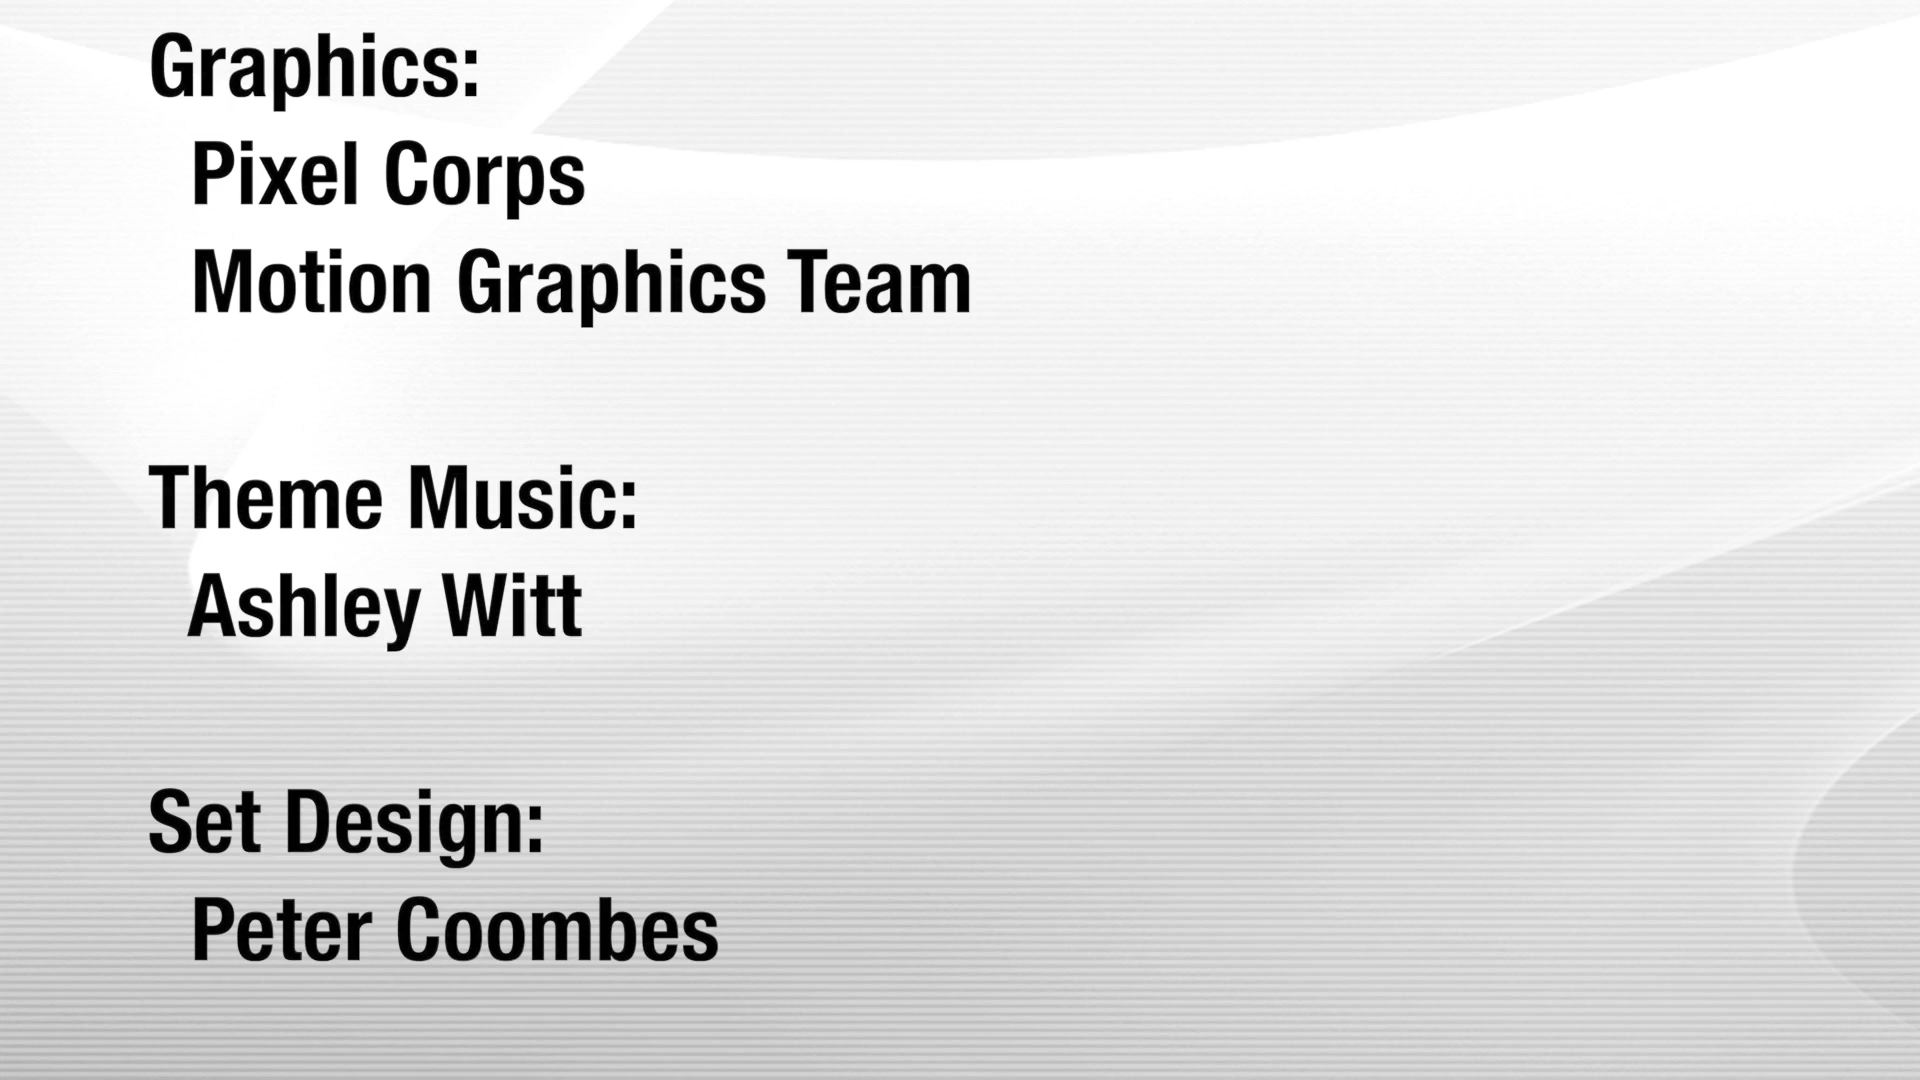 Graphics:
Pixel Corps
Motion Graphics Team
Theme Music:
Ashley Witt
Set Design:
Peter Coombes